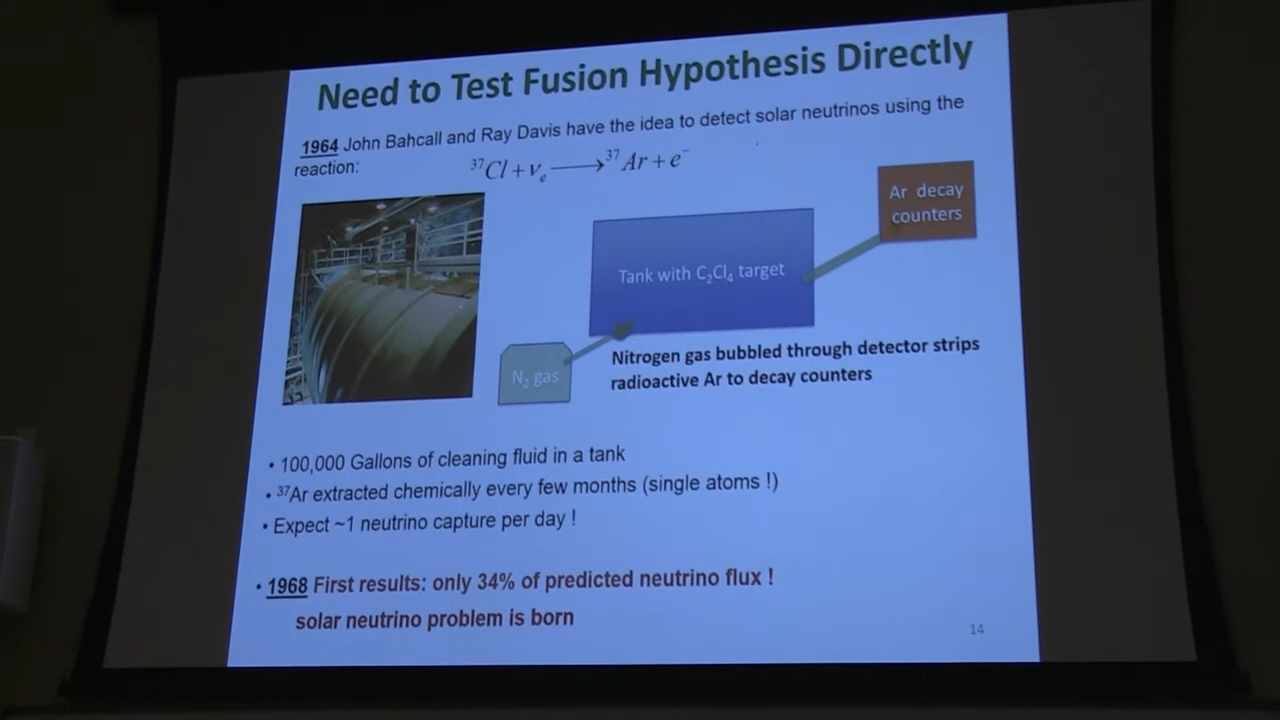 Need to Test Fusion Hypothesis Directly
1964 John Bahcall and Ray Davis have the idea to detect solar neutrinos using the
reaction:
³⁷Cl + νₑ ⟶ ³⁷Ar + e⁻
Ar decay
counters
Tank with C₂Cl₄ target
N₂ gas
Nitrogen gas bubbled through detector strips
radioactive Ar to decay counters
• 100,000 Gallons of cleaning fluid in a tank
• ³⁷Ar extracted chemically every few months (single atoms !)
• Expect ~1 neutrino capture per day !
• 1968 First results: only 34% of predicted neutrino flux !
solar neutrino problem is born
14